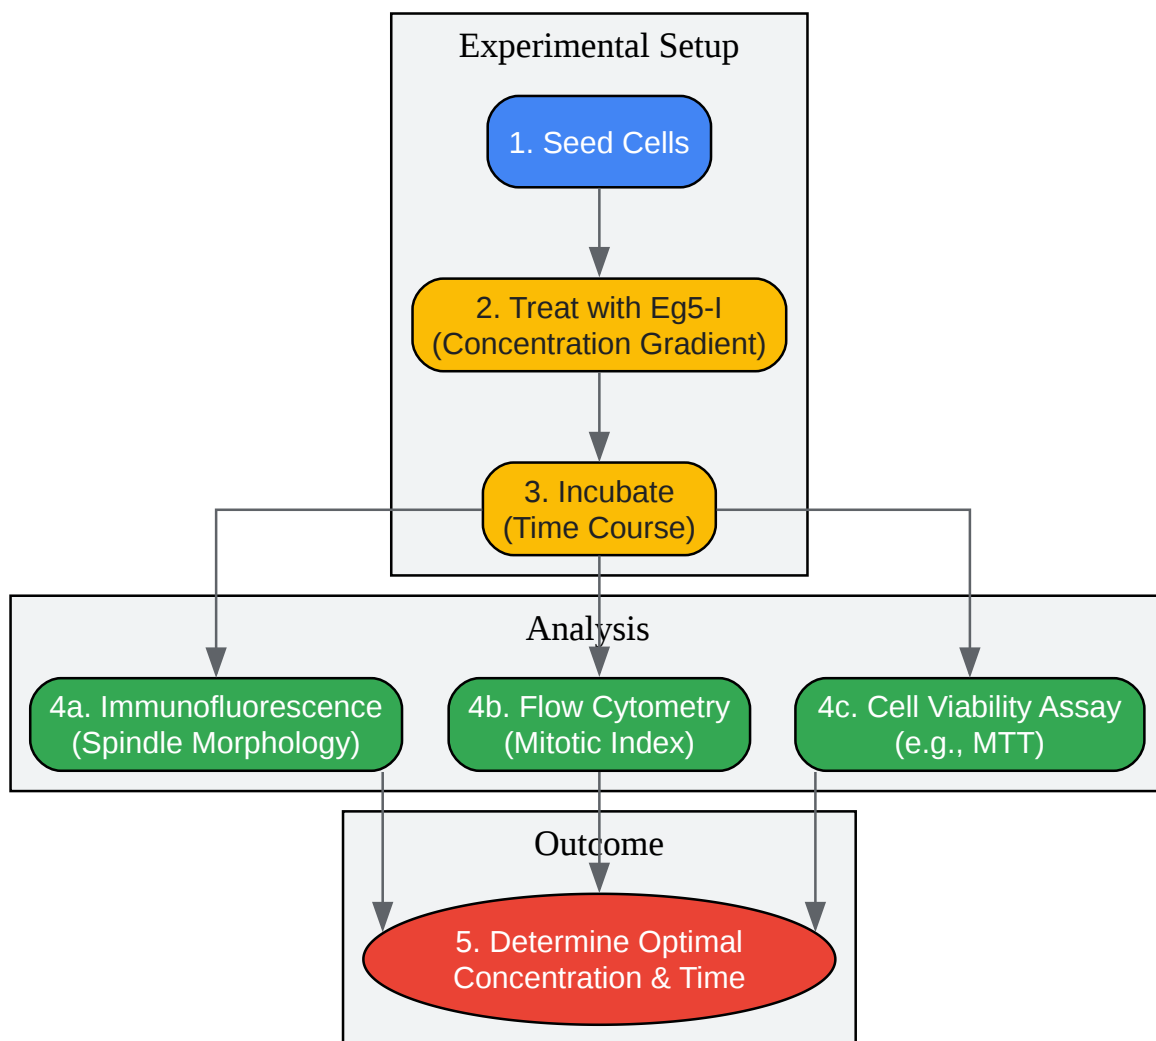 Experimental Setup
1. Seed Cells
2. Treat with Eg5-I
(Concentration Gradient)
3. Incubate
(Time Course)
Analysis
4a. Immunofluorescence
(Spindle Morphology)
4b. Flow Cytometry
(Mitotic Index)
4c. Cell Viability Assay
(e.g., MTT)
Outcome
5. Determine Optimal
Concentration & Time